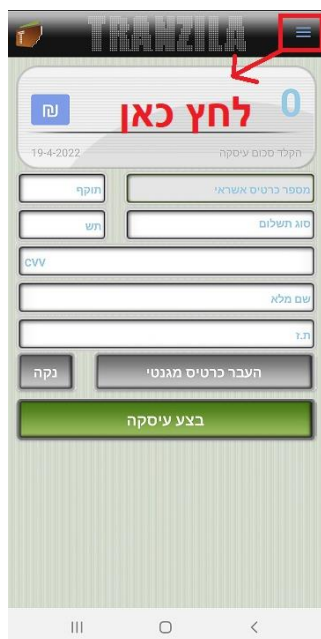 TRANZILA
0
₪
לחץ כאן
הקלד סכום עיסקה
19-4-2022
מספר כרטיס אשראי
תוקף
סוג תשלום
תש
CVV
שם מלא
ת.ז
העבר כרטיס מגנטי
נקה
בצע עיסקה